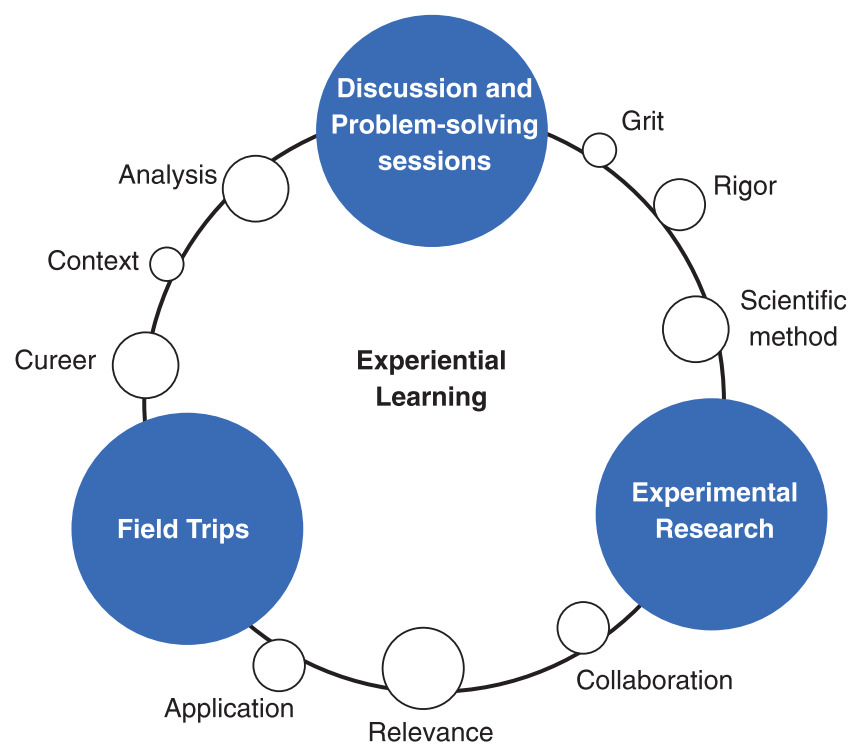 Discussion and
Problem-solving
sessions
Grit
Rigor
Scientific
method
Experimental
Research
Collaboration
Relevance
Application
Field Trips
Cureer
Context
Analysis
Experiential
Learning